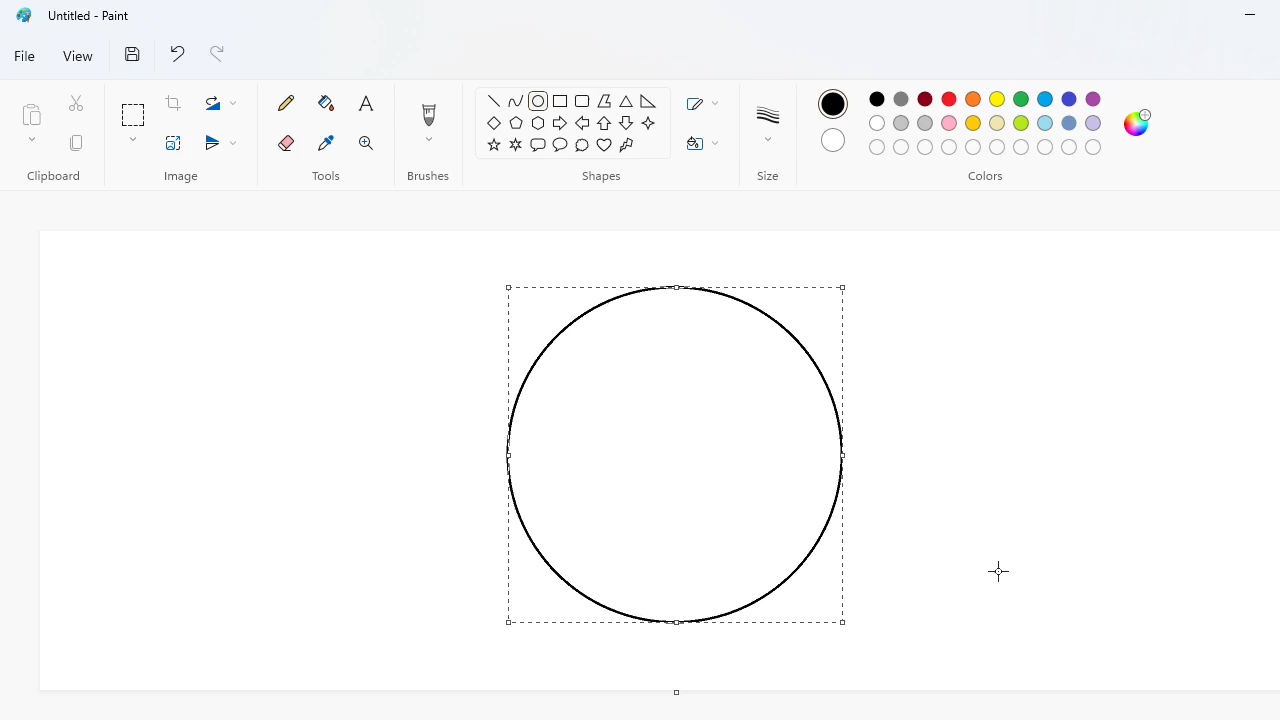 Untitled - Paint
File View
Clipboard Image Tools Brushes Shapes Size Colors